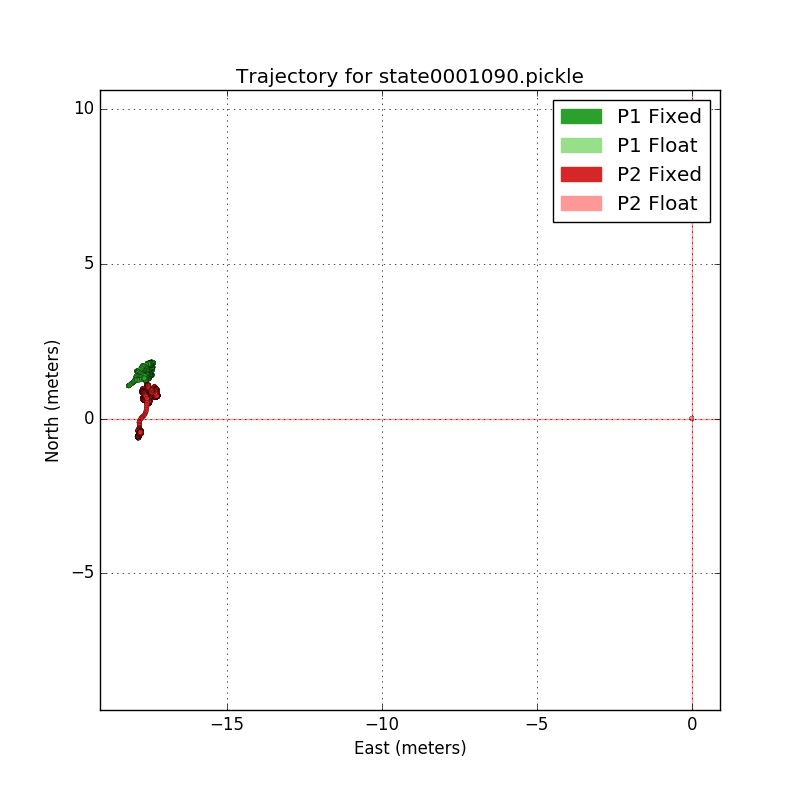 Trajectory for state0001090.pickle
P1 Fixed
P1 Float
P2 Fixed
P2 Float
10
5
0
−5
North (meters)
−15
−10
−5
0
East (meters)